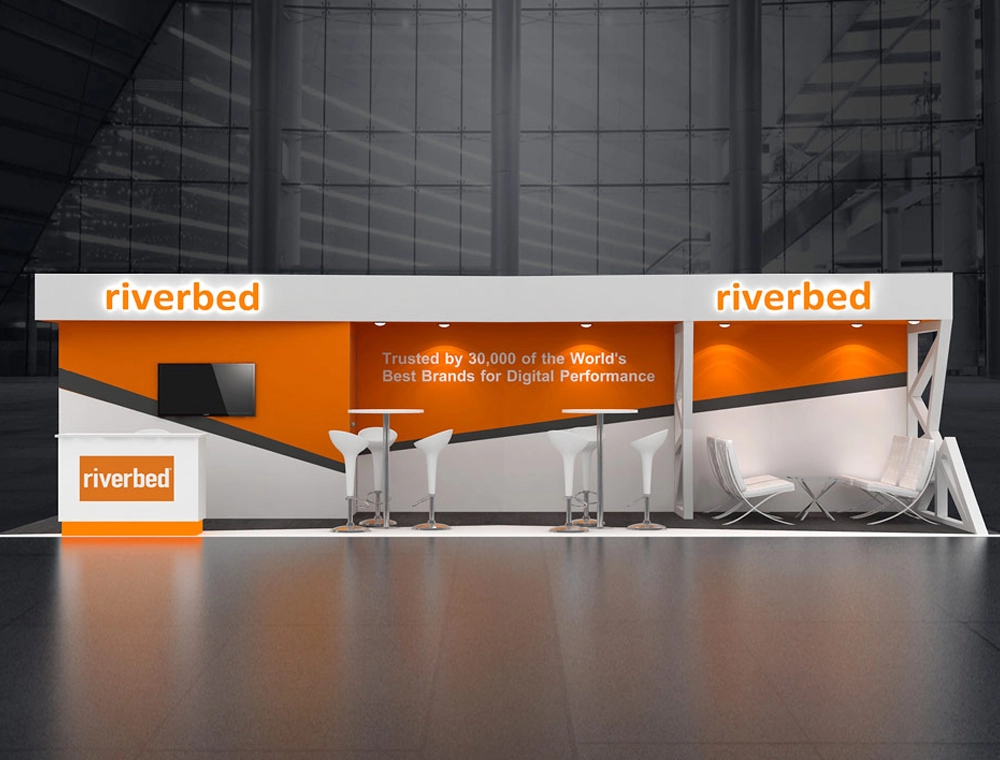 riverbed
riverbed
Trusted by 30,000 of the World's
Best Brands for Digital Performance
riverbed